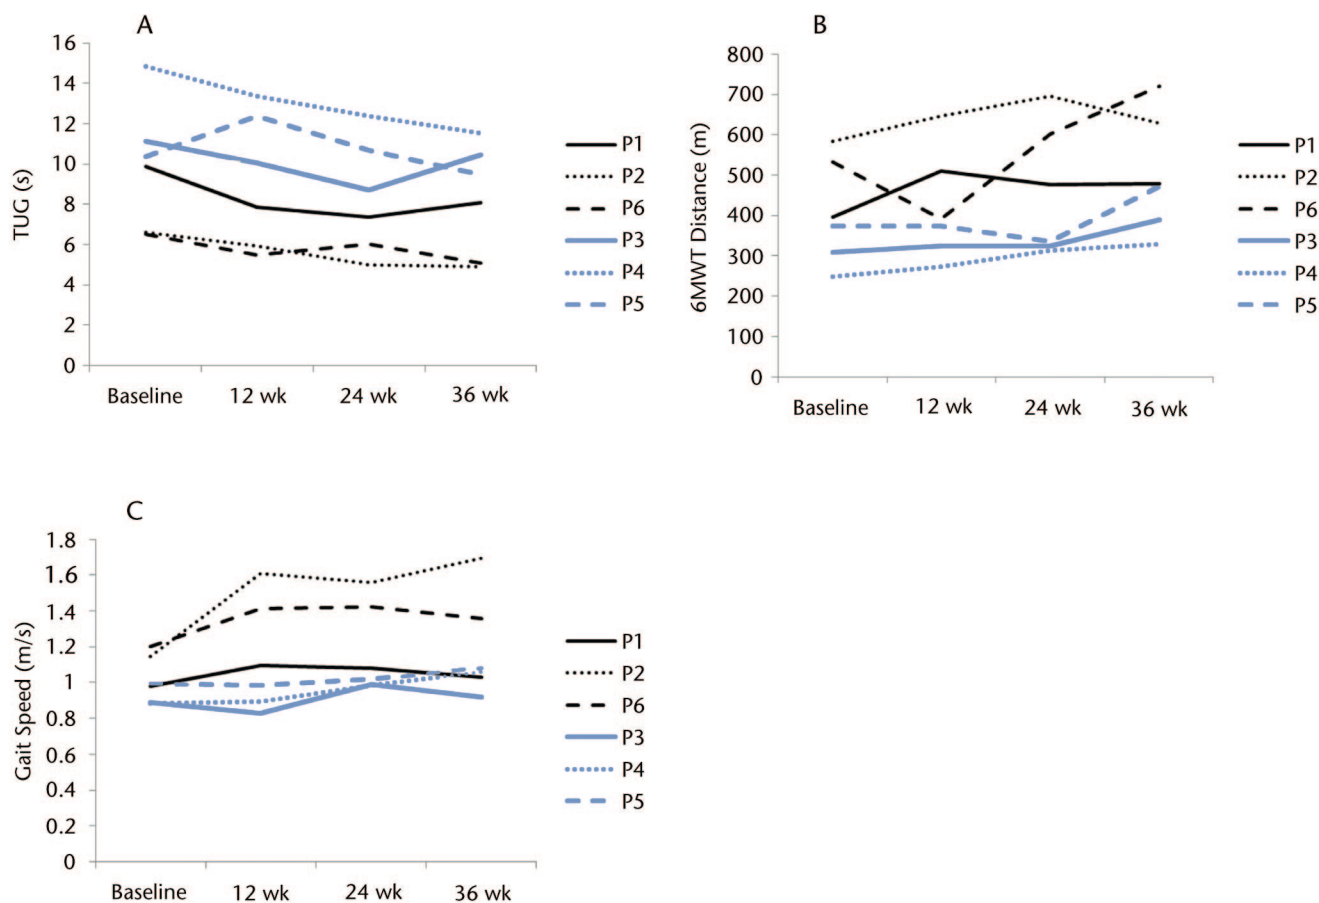 A
TUG (s)
16
14
12
10
8
6
4
2
0
Baseline
12 wk
24 wk
36 wk
P1
P2
P6
P3
P4
P5
B
6MWT Distance (m)
800
700
600
500
400
300
200
100
0
Baseline
12 wk
24 wk
36 wk
P1
P2
P6
P3
P4
P5
C
Gait Speed (m/s)
1.8
1.6
1.4
1.2
1
0.8
0.6
0.4
0.2
0
Baseline
12 wk
24 wk
36 wk
P1
P2
P6
P3
P4
P5